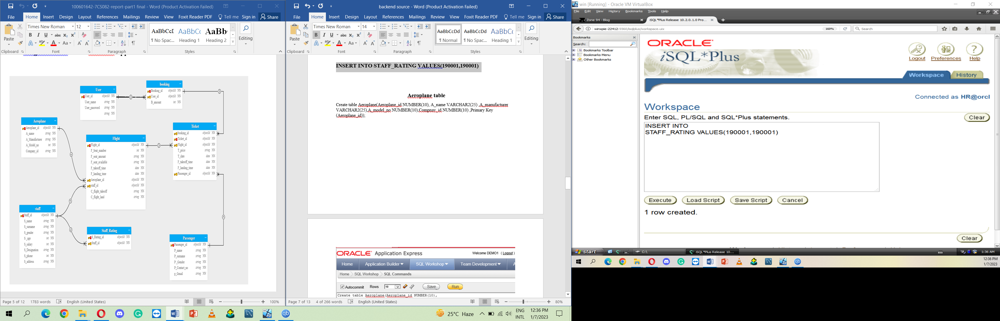 100601642-7CS082-report-part1 final - Word (Product Activation Failed)
File Home Insert Design Layout References Mailings Review View Foxit Reader PDF Tell me Sign in Share
Times New Roman 12
Paste
AaBbCcI AaBbC( AaBb(
¶ No Spac... Heading 1 Heading 2
Editing
Clipboard Font Paragraph Styles
User
User_id objectId NN
User_name string NN
User_password string NN
string NN
booking
Booking_id objectId NN
User_id objectId NN
B_amount int NN
Aeroplane
Aeroplane_id objectId NN
A_name string NN
A_Manufacturer string NN
A_Model_no int NN
Company_id string NN
Flight
Flight_id objectId NN
F_Seat_number int NN
F_seat_amount string NN
F_seat_available string NN
F_takeoff_time date NN
F_landing_time date NN
Aeroplane_id objectId NN
staff_id objectId NN
C_flight_takeoff string NN
C_flight_land string NN
Ticket
booking_id objectId NN
Ticket_id objectId NN
Flight_id objectId NN
T_price string NN
T_date date NN
F_takeoff_time date NN
F_landing_time date NN
Passenger_id objectId NN
staff
Staff_id objectId NN
S_name string NN
S_surname string NN
S_gender string NN
S_age int NN
S_salary int NN
S_Designation string NN
S_phone int NN
S_address string NN
Staff_Rating
S_Rating_id objectId NN
Staff_id objectId NN
Passenger
Passenger_id objectId NN
P_name string NN
P_surname string NN
P_Gender string NN
P_Contact_no string NN
p_Gmail string NN
Page 5 of 12 1783 words English (United States) 100%
backend source - Word (Product Activation Failed)
File Home Insert Design Layout References Mailings Review View Foxit Reader PDF Tell me Sign in Share
Times New Roman 14
Paste
AaBbCcDd AaBbCcDd AaBbC(
¶ Normal ¶ No Spac... Heading 1
Editing
Clipboard Font Paragraph Styles
INSERT INTO STAFF_RATING VALUES(190001,190001)
Aeroplane table
Create table Aeroplane(Aeroplane_id NUMBER(10), A_name VARCHAR2(25) ,A_manufacturer
VARCHAR2(25),A_model_no NUMBER(10),Compnay_id NUMBER(10) ,Primary Key
(Aeroplane_id));
ORACLE Application Express Welcome DEMO1 ( Logout )
Home Application Builder SQL Workshop Team Development A
Home SQL Workshop SQL Commands
Autocommit Rows 10 Save Run
Create table Aeroplane(Aeroplane_id NUMBER(10),
Page 7 of 13 4 of 266 words English (United States) 80%
25°C Haze ENG INTL 12:36 PM 1/7/2023
win [Running] - Oracle VM VirtualBox
File Edit View History Bookmarks Tools Help
Zone 94 - Blog iSQL*Plus Release 10.2.0.1.0 Pro...
winxpie-22412:5560/isqlplus/workspace.uix 160% Search
Bookmarks
Search:
Bookmarks Toolbar
Bookmarks Menu
Other Bookmarks
ORACLE
iSQL*Plus
Logout Preferences Help
Workspace History
Connected as HR@orcl
Workspace
Enter SQL, PL/SQL and SQL*Plus statements.
Clear
INSERT INTO
STAFF_RATING VALUES(190001,190001)
Execute Load Script Save Script Cancel
1 row created.
Clear
start C:\ iSQL*Plus Release 10... 1:36 AM
12:36 PM
1/7/2023